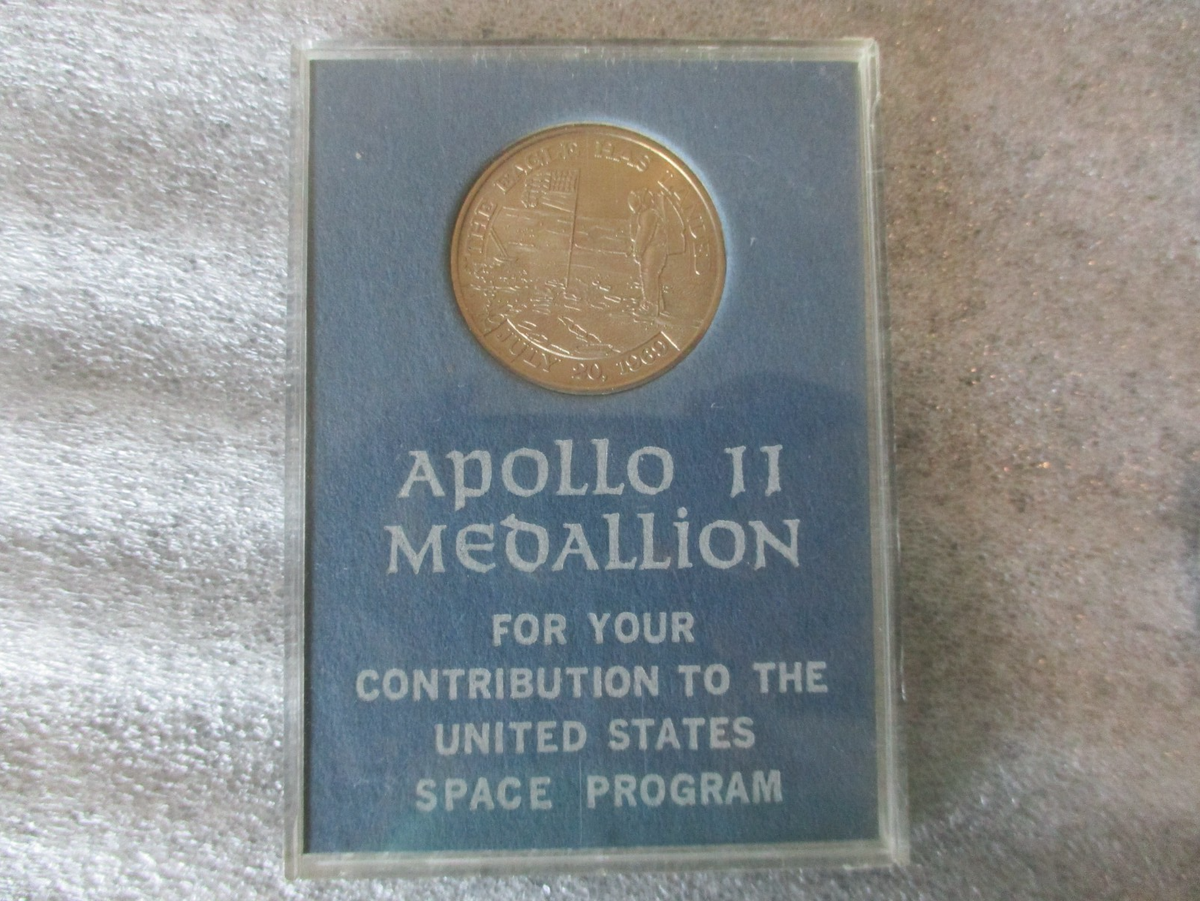 THE EAGLE HAS LANDED
JULY 20, 1969
APOLLO 11
MEDALLION
FOR YOUR
CONTRIBUTION TO THE
UNITED STATES
SPACE PROGRAM